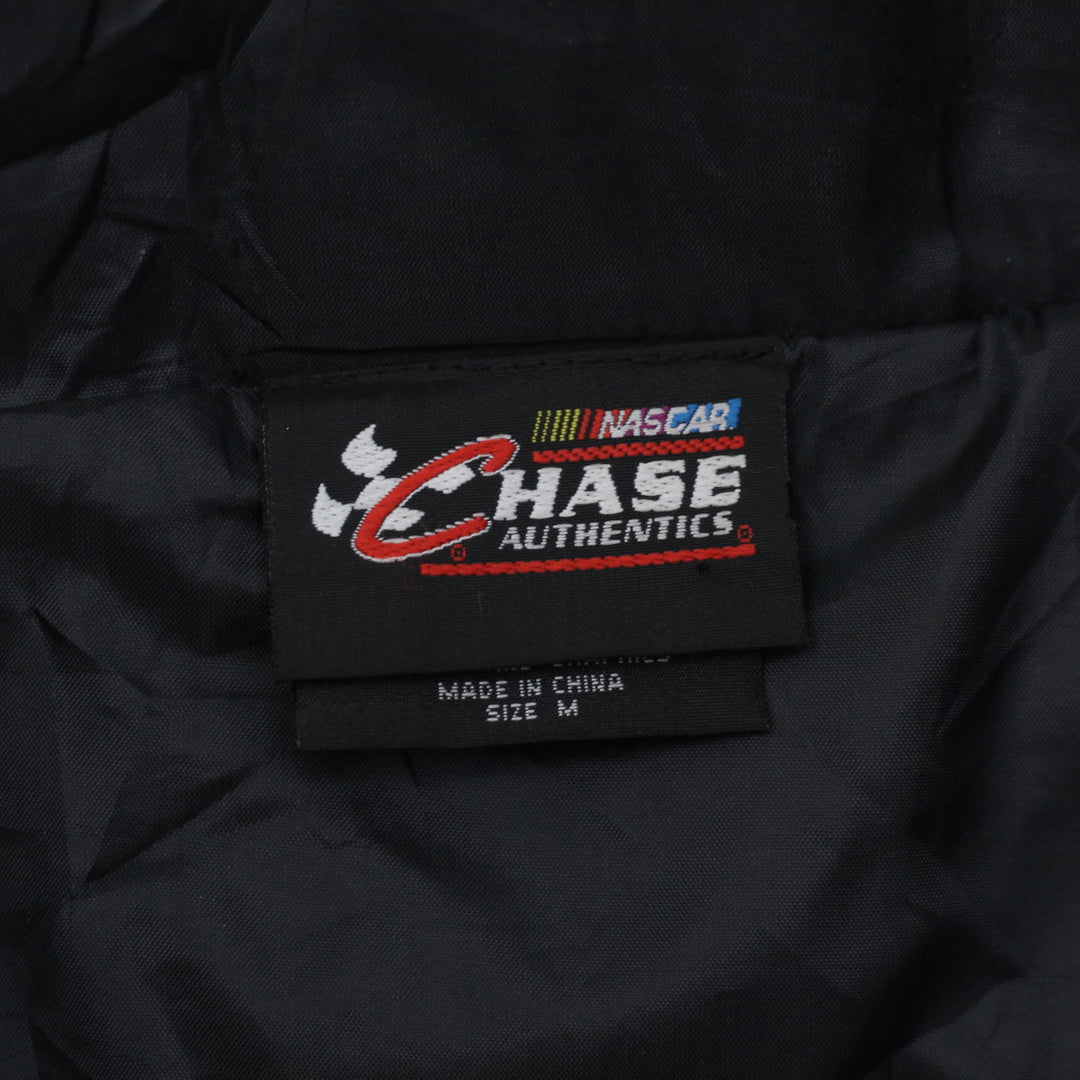 NASCAR
CHASE
AUTHENTICS
MADE IN CHINA
SIZE M